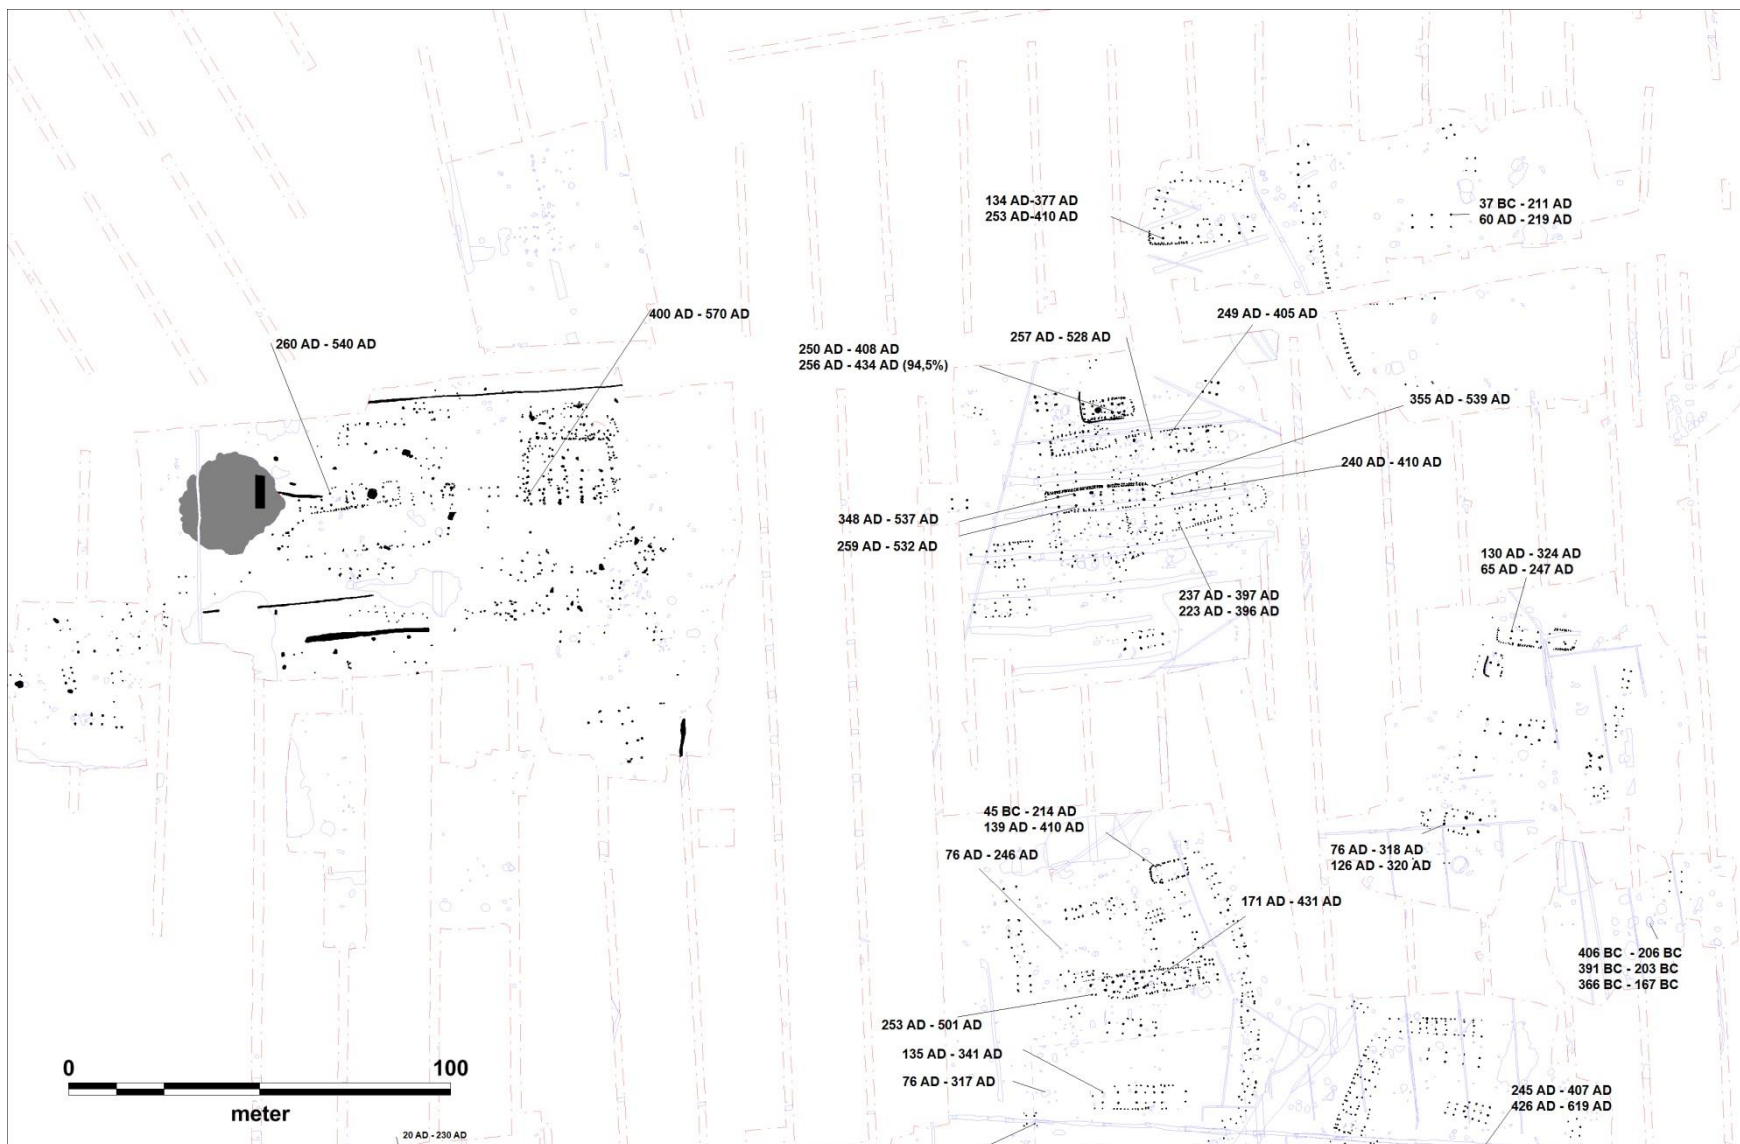 134 AD-377 AD
253 AD-410 AD
37 BC - 211 AD
60 AD - 219 AD
400 AD - 570 AD
249 AD - 405 AD
260 AD - 540 AD
257 AD - 528 AD
250 AD - 408 AD
256 AD - 434 AD (94,5%)
355 AD - 539 AD
240 AD - 410 AD
348 AD - 537 AD
259 AD - 532 AD
130 AD - 324 AD
65 AD - 247 AD
237 AD - 397 AD
223 AD - 396 AD
45 BC - 214 AD
139 AD - 410 AD
76 AD - 246 AD
76 AD - 318 AD
126 AD - 320 AD
171 AD - 431 AD
406 BC - 206 BC
391 BC - 203 BC
366 BC - 167 BC
253 AD - 501 AD
135 AD - 341 AD
76 AD - 317 AD
245 AD - 407 AD
426 AD - 619 AD
0 100
meter
20 AD - 230 AD